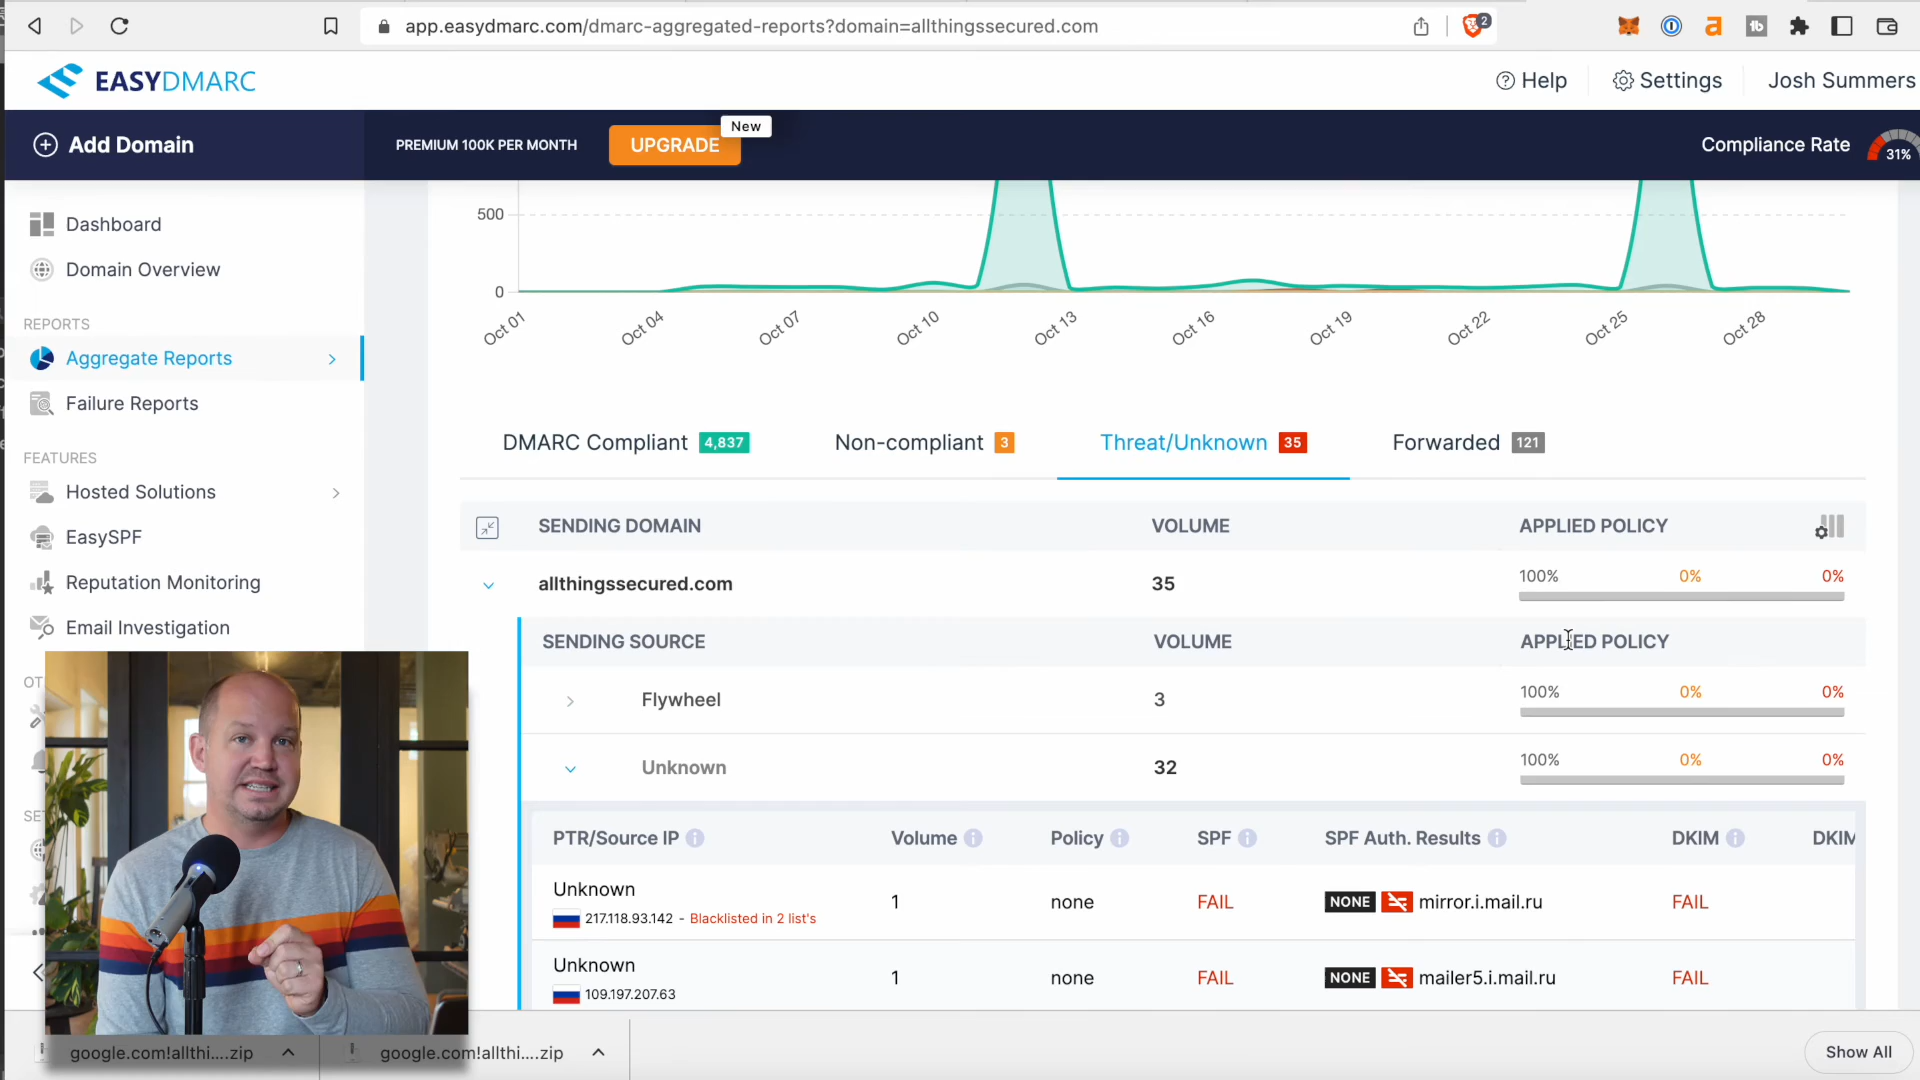 app.easydmarc.com/dmarc-aggregated-reports?domain=allthingssecured.com
2
EASYDMARC
Help
Settings
Josh Summers
Add Domain
PREMIUM 100K PER MONTH
UPGRADE
New
Compliance Rate
31%
Dashboard
Domain Overview
REPORTS
Aggregate Reports
Failure Reports
FEATURES
Hosted Solutions
EasySPF
Reputation Monitoring
Email Investigation
OT
SE
500
0
Oct 01
Oct 04
Oct 07
Oct 10
Oct 13
Oct 16
Oct 19
Oct 22
Oct 25
Oct 28
DMARC Compliant 4,837
Non-compliant 3
Threat/Unknown 35
Forwarded 121
SENDING DOMAIN VOLUME APPLIED POLICY
allthingssecured.com 35 100% 0% 0%
SENDING SOURCE VOLUME APPLIED POLICY
Flywheel 3 100% 0% 0%
Unknown 32 100% 0% 0%
PTR/Source IP Volume Policy SPF SPF Auth. Results DKIM DKIM
Unknown
217.118.93.142 - Blacklisted in 2 list's
1 none FAIL NONE mirror.i.mail.ru FAIL
Unknown
109.197.207.63
1 none FAIL NONE mailer5.i.mail.ru FAIL
google.com!allthi....zip
google.com!allthi....zip
Show All